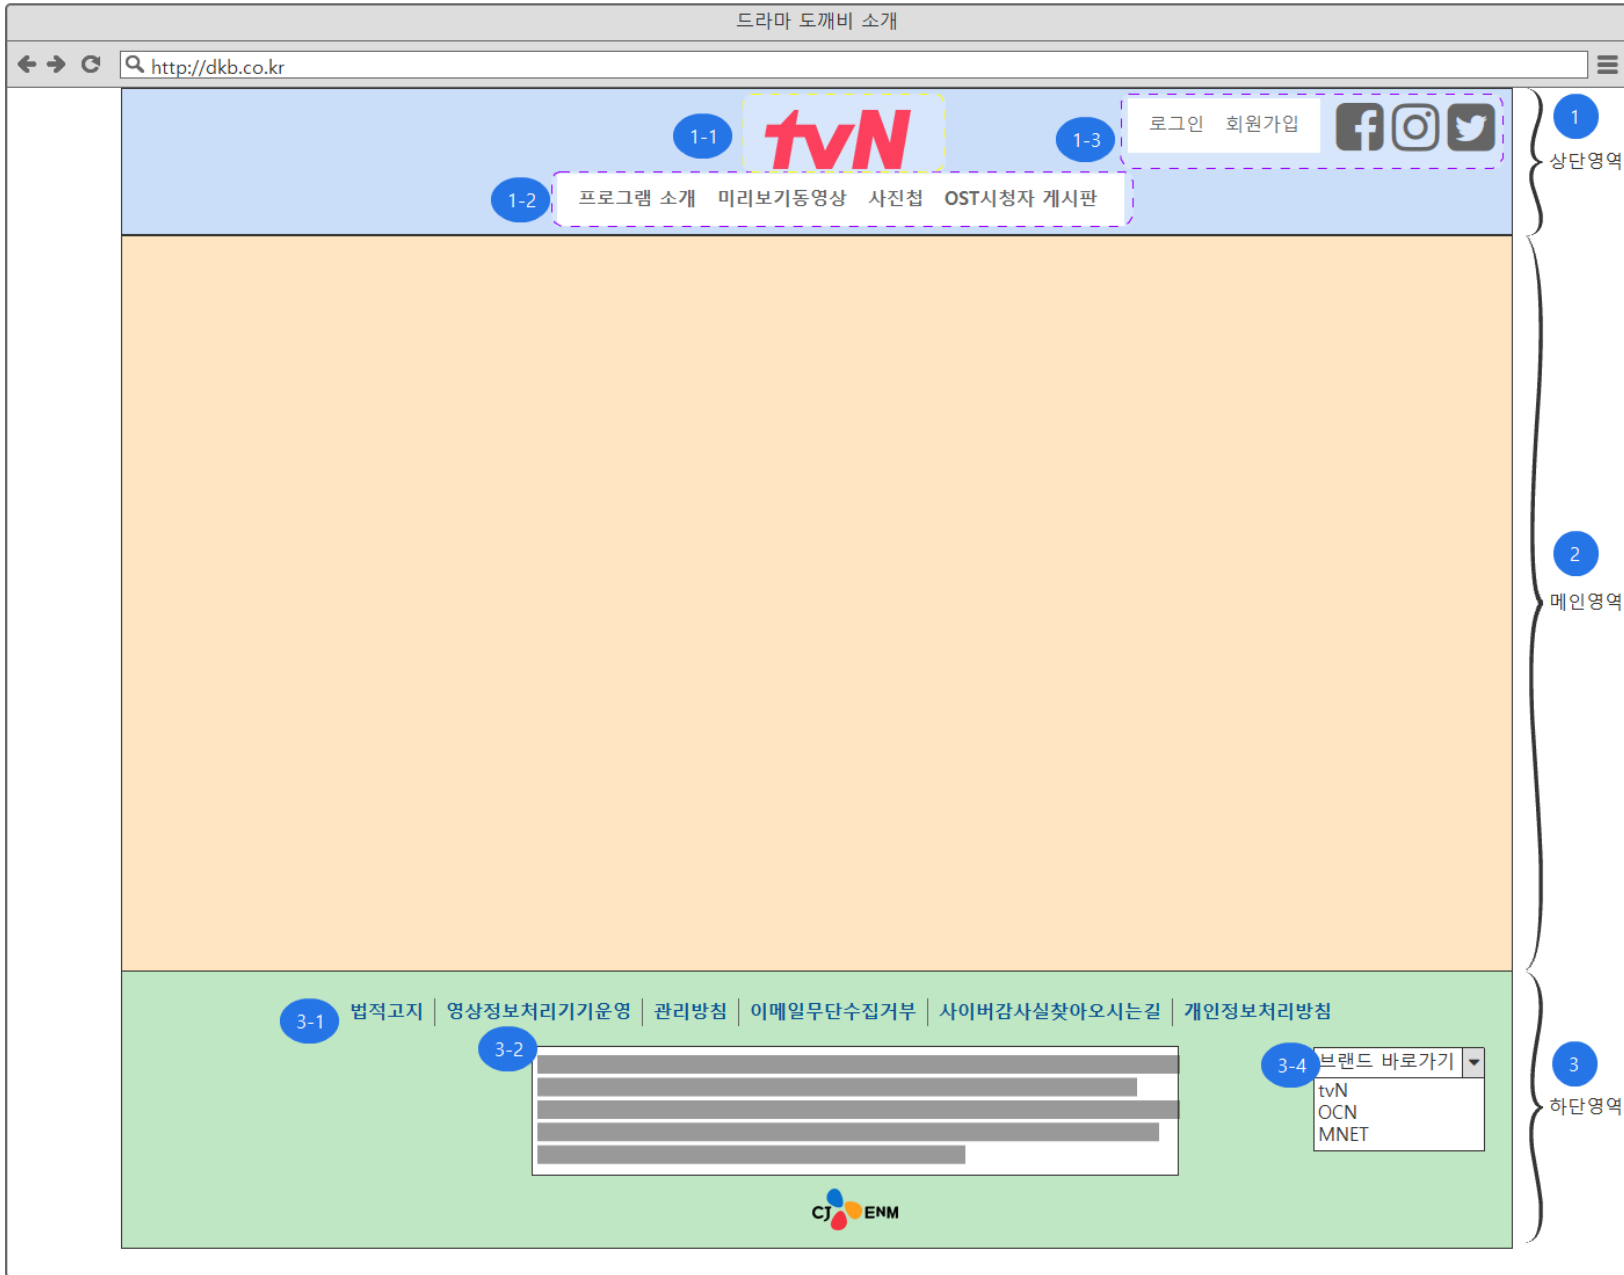 드라마 도깨비 소개
http://dkb.co.kr
1-1
tvN
1-3
로그인 회원가입
1
상단영역
1-2
프로그램 소개 미리보기동영상 사진첩 OST시청자 게시판
2
메인영역
3-1
법적고지 영상정보처리기기운영 관리방침 이메일무단수집거부 사이버감사실찾아오시는길 개인정보처리방침
3-2
3-4
브랜드 바로가기
tvN
OCN
MNET
3
하단영역
CJ ENM